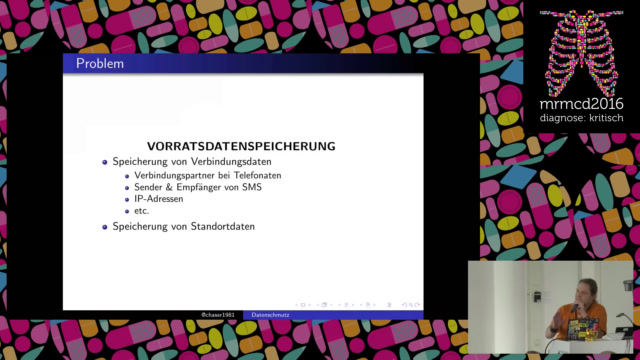 Problem
mrmcd2016
diagnose: kritisch
VORRATSDATENSPEICHERUNG
Speicherung von Verbindungsdaten
Verbindungspartner bei Telefonaten
Sender & Empfänger von SMS
IP-Adressen
etc.
Speicherung von Standortdaten
@chaser1981 Datenschmutz